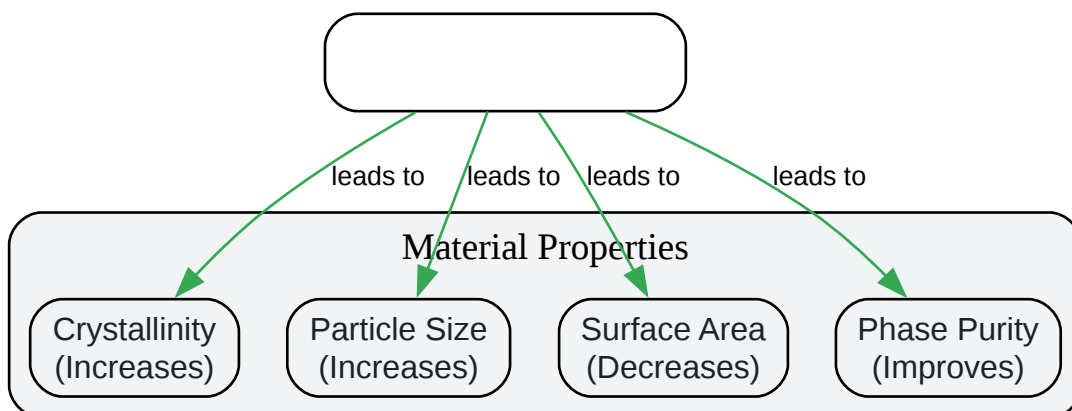 leads to
leads to
leads to
leads to
Material Properties
Crystallinity
(Increases)
Particle Size
(Increases)
Surface Area
(Decreases)
Phase Purity
(Improves)